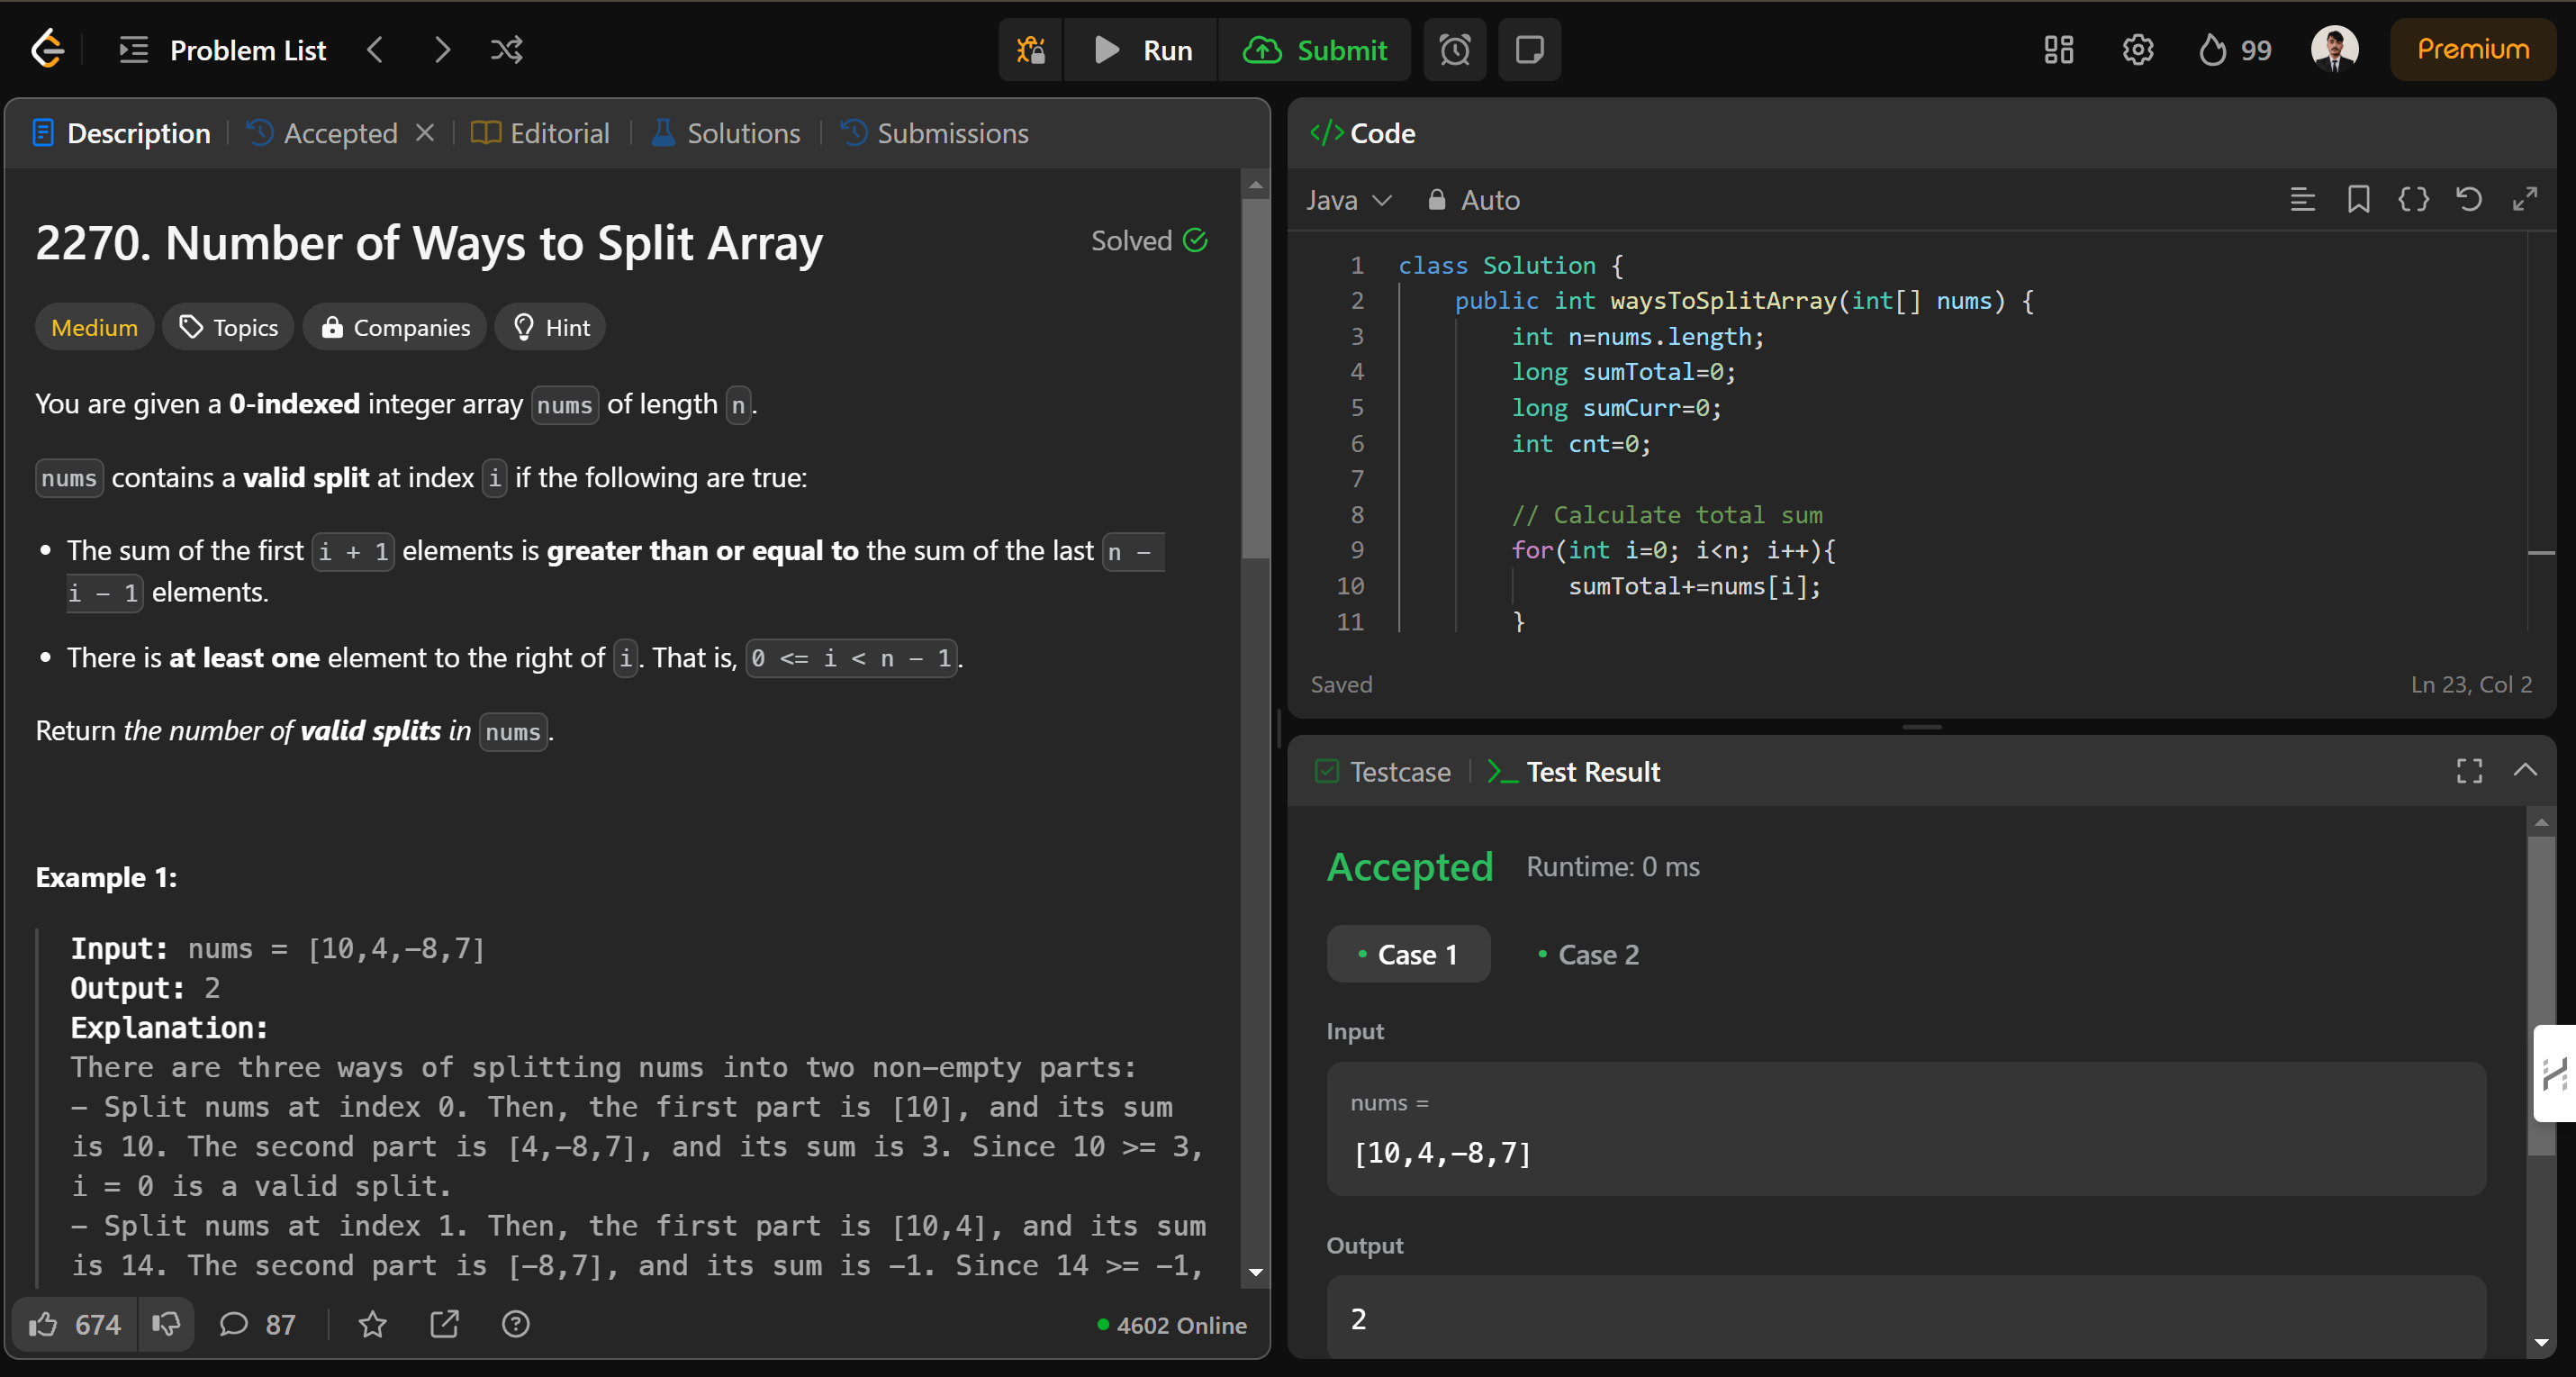 Problem List
Run
Submit
99
Premium
Description
Accepted
Editorial
Solutions
Submissions
2270. Number of Ways to Split Array
Solved
Medium
Topics
Companies
Hint
You are given a 0-indexed integer array nums of length n.
nums contains a valid split at index i if the following are true:
• The sum of the first i + 1 elements is greater than or equal to the sum of the last n -
i - 1 elements.
• There is at least one element to the right of i. That is, 0 <= i < n - 1.
Return the number of valid splits in nums.
Example 1:
Input: nums = [10,4,-8,7]
Output: 2
Explanation:
There are three ways of splitting nums into two non-empty parts:
- Split nums at index 0. Then, the first part is [10], and its sum
is 10. The second part is [4,-8,7], and its sum is 3. Since 10 >= 3,
i = 0 is a valid split.
- Split nums at index 1. Then, the first part is [10,4], and its sum
is 14. The second part is [-8,7], and its sum is -1. Since 14 >= -1,
674
87
4602 Online
</> Code
Java
Auto
1 class Solution {
2 public int waysToSplitArray(int[] nums) {
3 int n=nums.length;
4 long sumTotal=0;
5 long sumCurr=0;
6 int cnt=0;
7
8 // Calculate total sum
9 for(int i=0; i<n; i++){
10 sumTotal+=nums[i];
11 }
Saved
Ln 23, Col 2
Testcase
>_ Test Result
Accepted
Runtime: 0 ms
• Case 1
• Case 2
Input
nums =
[10,4,-8,7]
Output
2